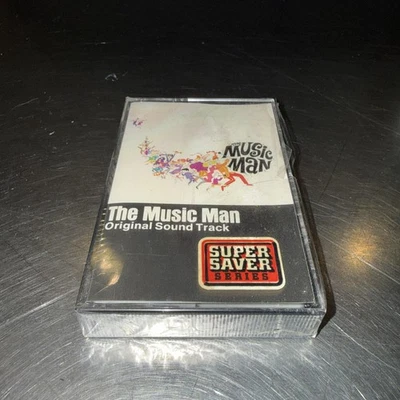 MUSIC
MAN
The Music Man
Original Sound Track
SUPER
SAVER
SERIES